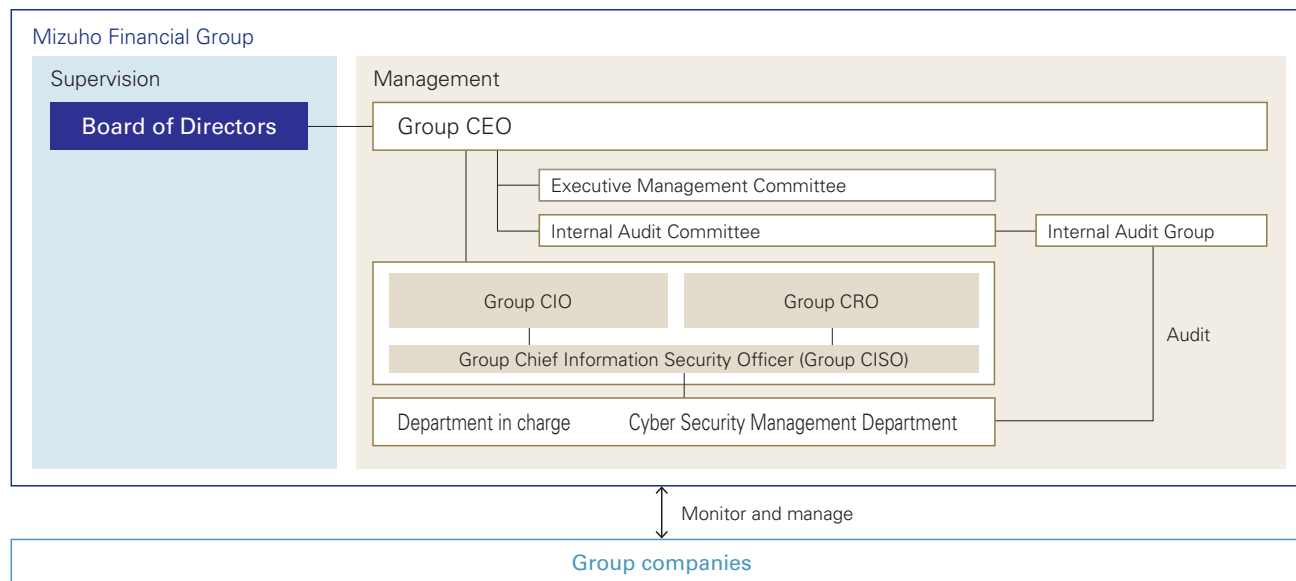 Mizuho Financial Group
Supervision
Board of Directors
Management
Group CEO
Executive Management Committee
Internal Audit Committee
Internal Audit Group
Group CIO
Group CRO
Group Chief Information Security Officer (Group CISO)
Audit
Department in charge
Cyber Security Management Department
Monitor and manage
Group companies